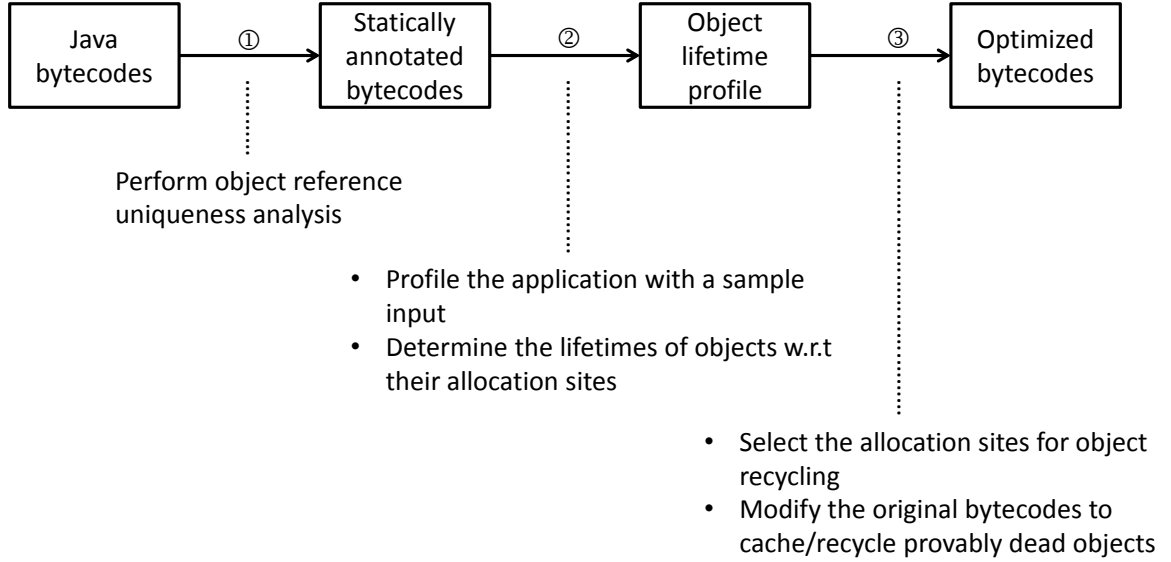 Java
bytecodes
①
Statically
annotated
bytecodes
②
Object
lifetime
profile
③
Optimized
bytecodes
Perform object reference
uniqueness analysis
• Profile the application with a sample
input
• Determine the lifetimes of objects w.r.t
their allocation sites
• Select the allocation sites for object
recycling
• Modify the original bytecodes to
cache/recycle provably dead objects